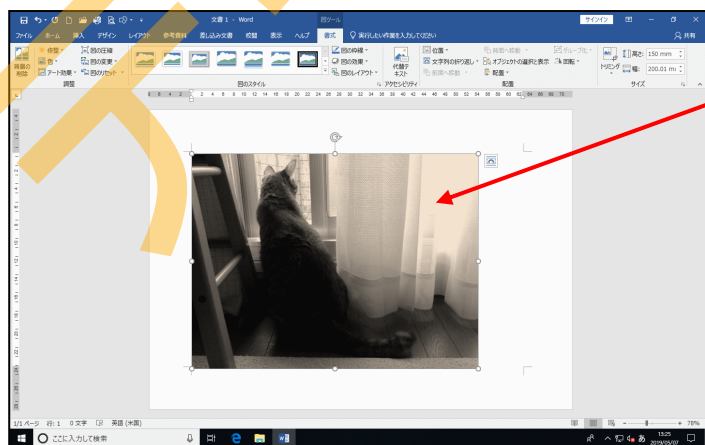 文書 1 - Word
図ツール
サインイン
ファイル ホーム 挿入 デザイン レイアウト 参考資料 差し込み文書 校閲 表示 ヘルプ 書式 実行したい作業を入力してください
共有
背景の削除
修整
色
アート効果
図の圧縮
図の変更
図のリセット
調整
図のスタイル
図の枠線
図の効果
図のレイアウト
代替テキスト
アクセシビリティ
位置
文字列の折り返し
前面へ移動
背面へ移動
オブジェクトの選択と表示
配置
グループ化
回転
配置
トリミング
高さ: 150 mm
幅: 200.01 m
サイズ
1/1 ページ 行: 1 0 文字 英語 (米国)
78%
ここに入力して検索
あ
13:25
2019/05/07